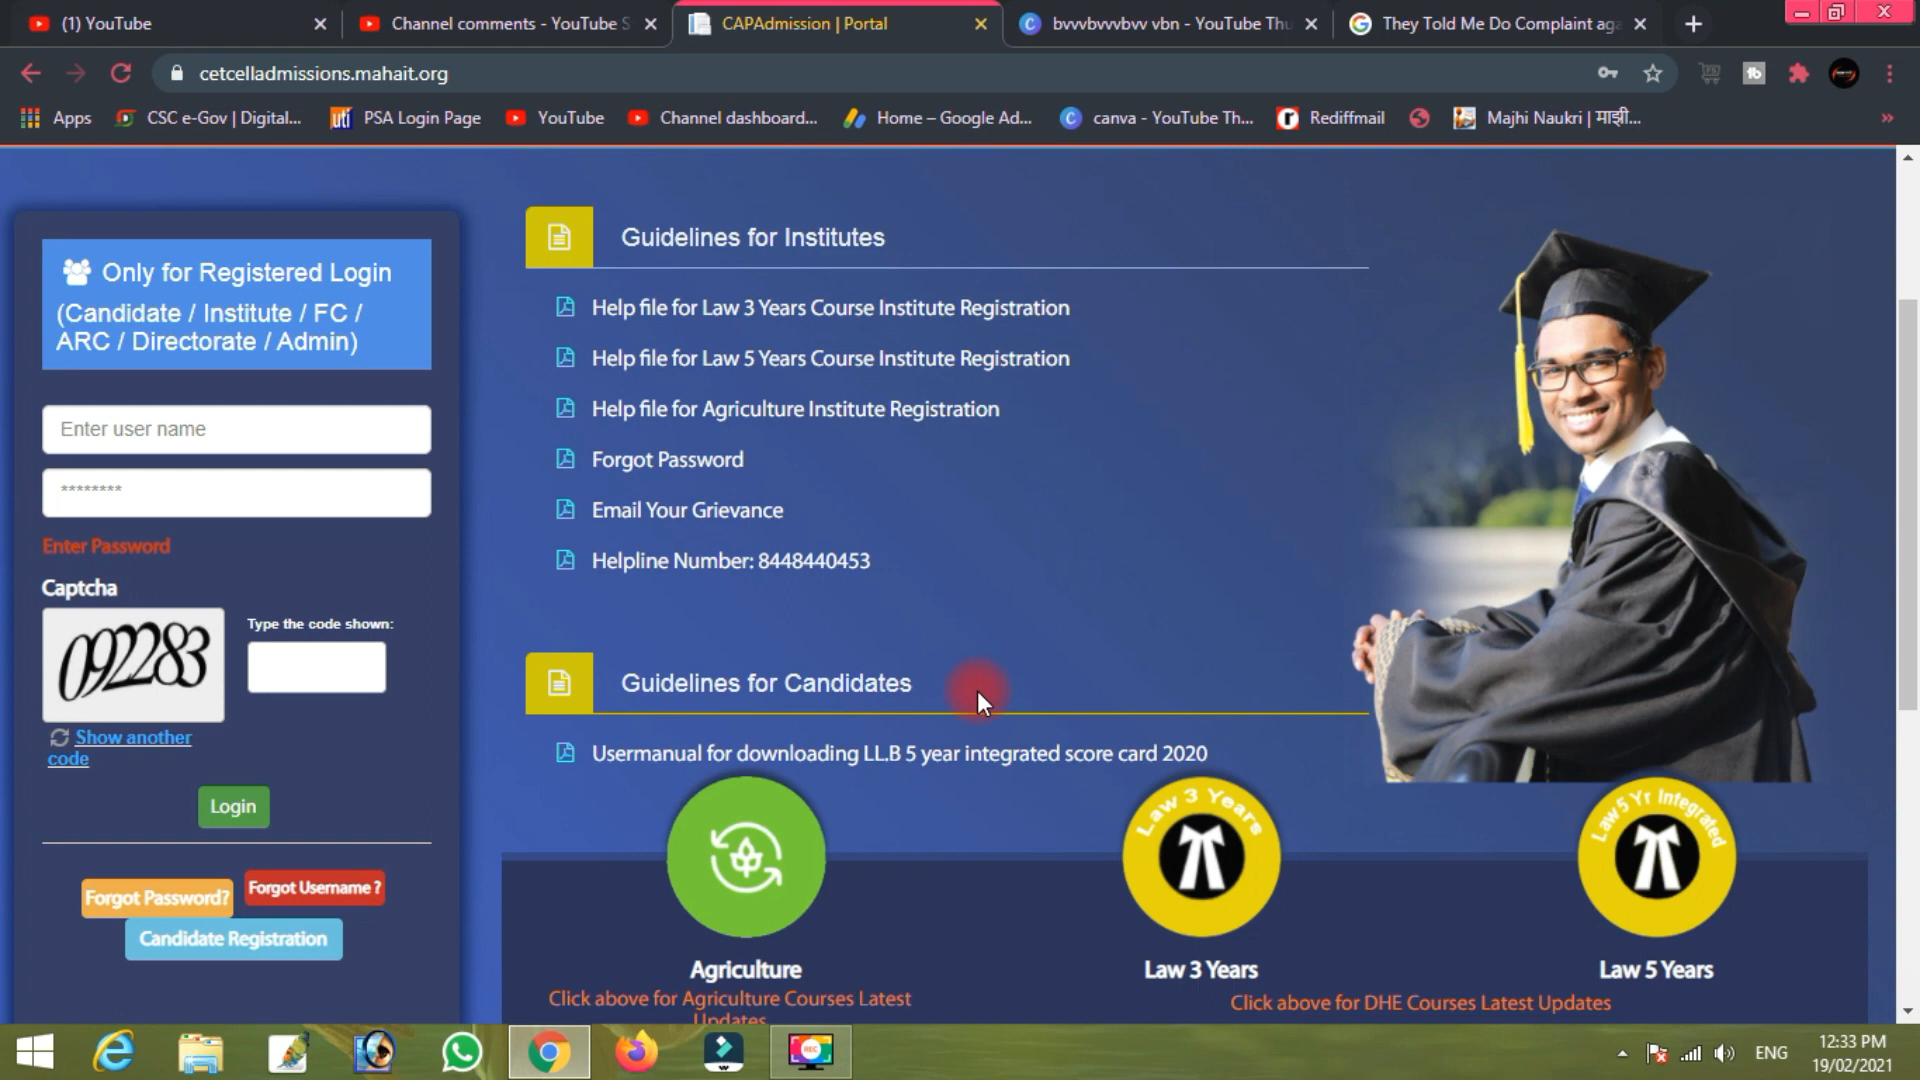 (1) YouTube
Channel comments - YouTube S
CAPAdmission | Portal
bvvvbvvvbvv vbn - YouTube Thu
They Told Me Do Complaint aga
cetcelladmissions.mahait.org
Apps
CSC e-Gov | Digital...
uti PSA Login Page
YouTube
Channel dashboard...
Home – Google Ad...
canva - YouTube Th...
Rediffmail
Majhi Naukri | माझी...
Only for Registered Login
(Candidate / Institute / FC /
ARC / Directorate / Admin)
Enter user name
********
Enter Password
Captcha
092283
Type the code shown:
Show another
code
Login
Forgot Password?
Forgot Username ?
Candidate Registration
Guidelines for Institutes
Help file for Law 3 Years Course Institute Registration
Help file for Law 5 Years Course Institute Registration
Help file for Agriculture Institute Registration
Forgot Password
Email Your Grievance
Helpline Number: 8448440453
Guidelines for Candidates
Usermanual for downloading LL.B 5 year integrated score card 2020
Law 3 Years
Law 5 Yr Integrated
Agriculture
Law 3 Years
Law 5 Years
Click above for Agriculture Courses Latest
Updates
Click above for DHE Courses Latest Updates
REC
ENG
12:33 PM
19/02/2021